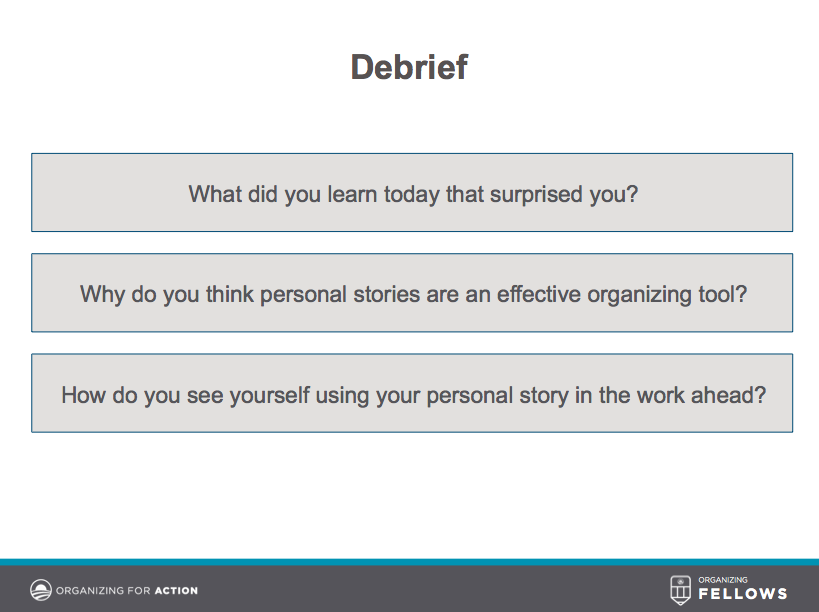 Debrief
What did you learn today that surprised you?
Why do you think personal stories are an effective organizing tool?
How do you see yourself using your personal story in the work ahead?
ORGANIZING FOR ACTION
ORGANIZING
FELLOWS